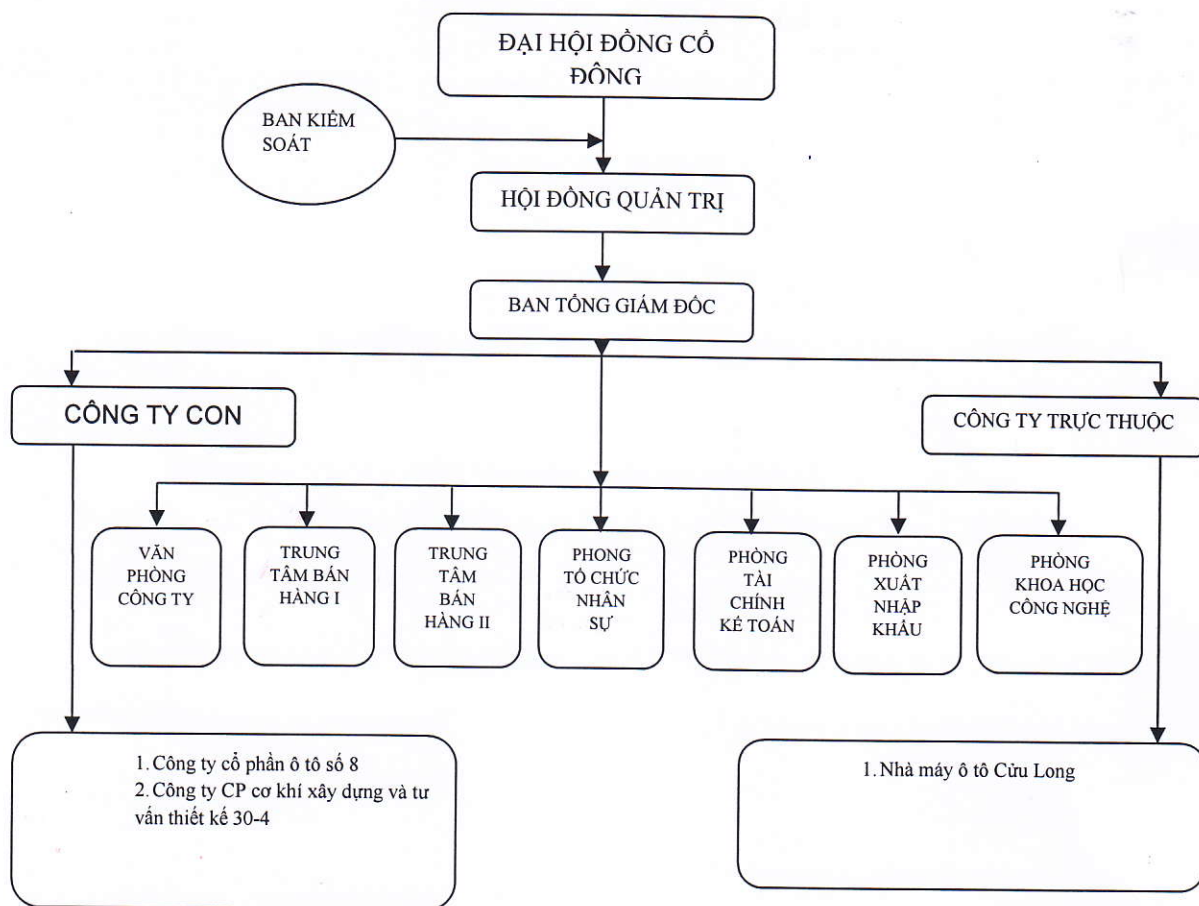 ĐẠI HỘI ĐỒNG CỔ
ĐÔNG
BAN KIỂM
SOÁT
HỘI ĐỒNG QUẢN TRỊ
BAN TỔNG GIÁM ĐỐC
CÔNG TY CON
CÔNG TY TRỰC THUỘC
VĂN
PHÒNG
CÔNG TY
TRUNG
TÂM BÁN
HÀNG I
TRUNG
TÂM
BÁN
HÀNG II
PHONG
TỔ CHỨC
NHÂN
SỰ
PHÒNG
TÀI
CHÍNH
KẾ TOÁN
PHÒNG
XUẤT
NHẬP
KHẨU
PHÒNG
KHOA HỌC
CÔNG NGHỆ
1. Công ty cổ phần ô tô số 8
2. Công ty CP cơ khí xây dựng và tư
vấn thiết kế 30-4
1. Nhà máy ô tô Cửu Long